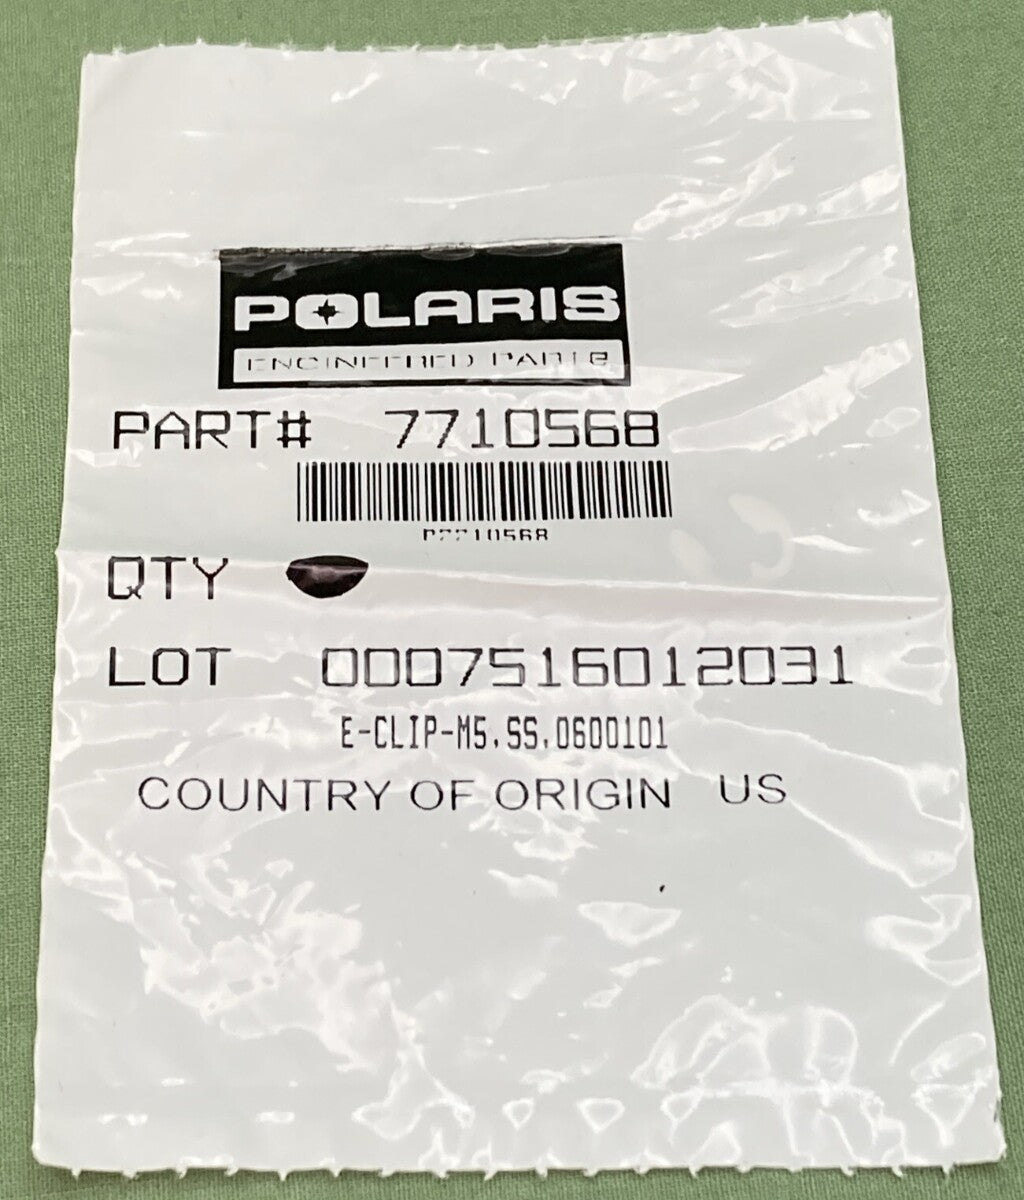 POLARIS
ENGINEERED PARTS
PART# 7710568
P7710568
QTY
LOT 0007516012031
E-CLIP-M5,SS,0600101
COUNTRY OF ORIGIN US